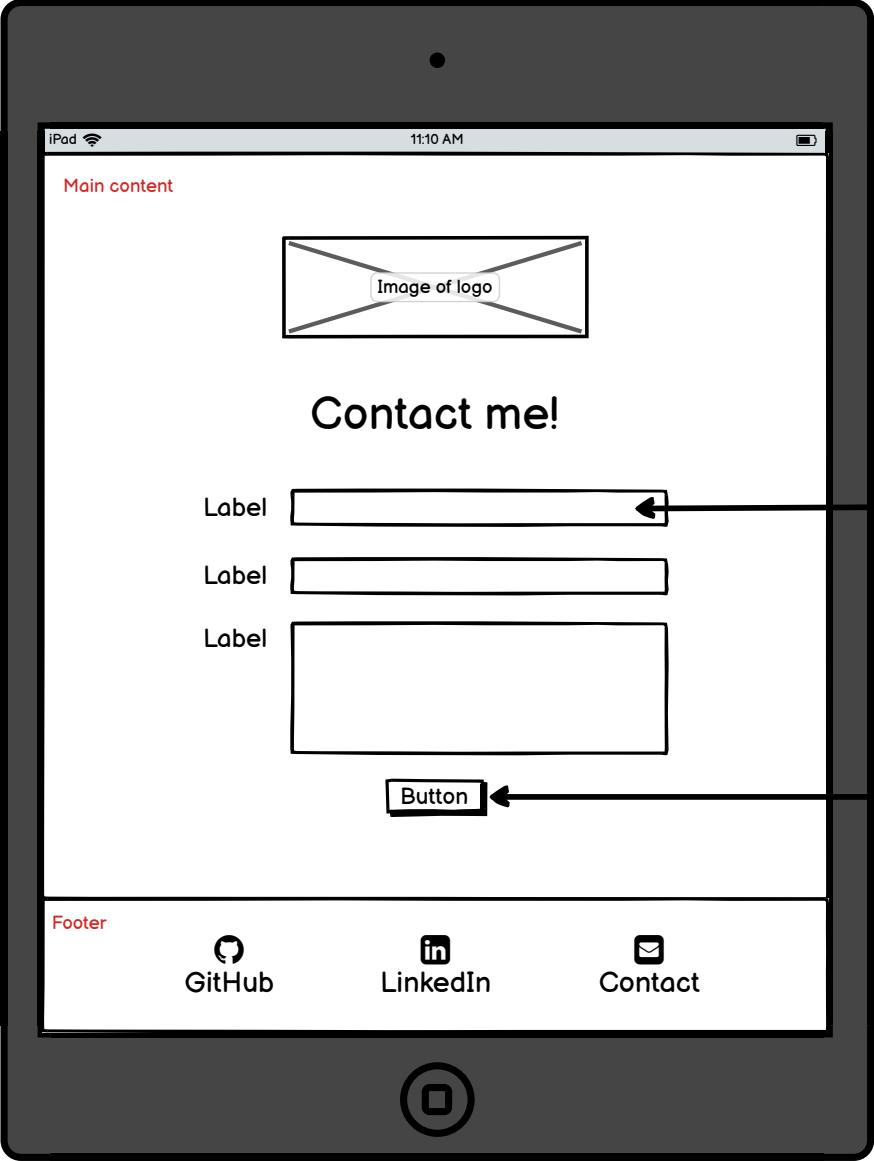 iPad 11:10 AM
Main content
Image of logo
Contact me!
Label
Label
Label
Button
Footer
GitHub LinkedIn Contact